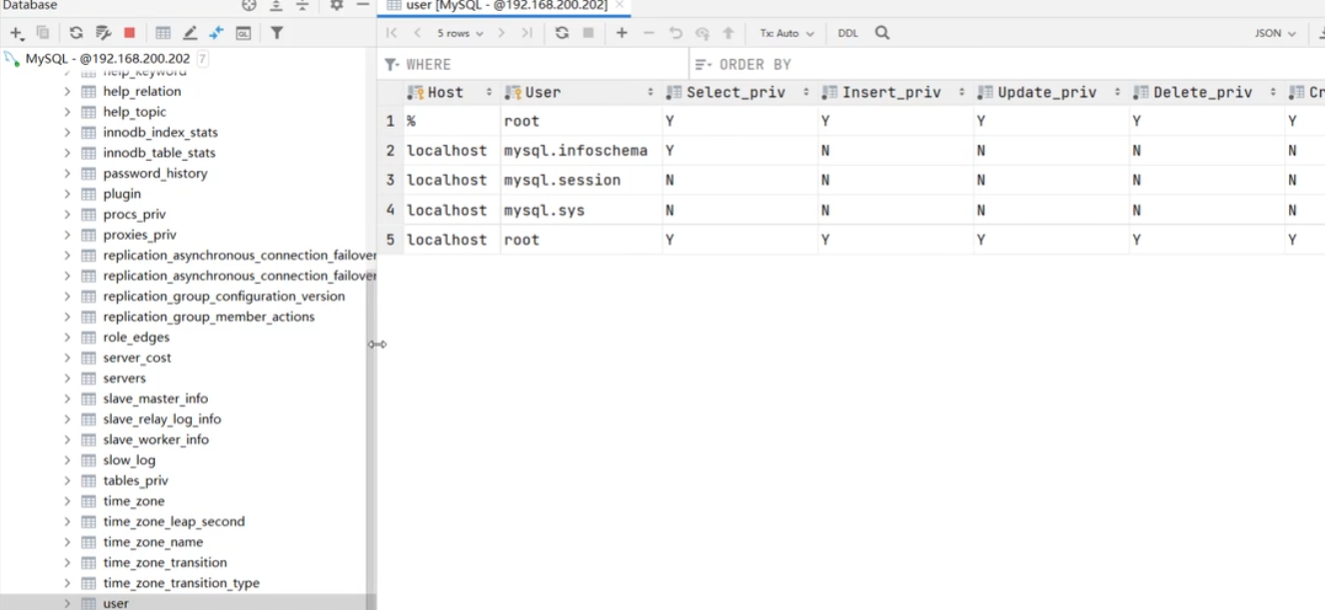 Database
user [MySQL - @192.168.200.202]
5 rows
Tx: Auto
DDL
JSON
MySQL - @192.168.200.202 7
WHERE
ORDER BY
help_keyword
help_relation
help_topic
innodb_index_stats
innodb_table_stats
password_history
plugin
procs_priv
proxies_priv
replication_asynchronous_connection_failover
replication_asynchronous_connection_failover
replication_group_configuration_version
replication_group_member_actions
role_edges
server_cost
servers
slave_master_info
slave_relay_log_info
slave_worker_info
slow_log
tables_priv
time_zone
time_zone_leap_second
time_zone_name
time_zone_transition
time_zone_transition_type
user
Host User Select_priv Insert_priv Update_priv Delete_priv Cr
1 % root Y Y Y Y Y
2 localhost mysql.infoschema Y N N N N
3 localhost mysql.session N N N N N
4 localhost mysql.sys N N N N N
5 localhost root Y Y Y Y Y